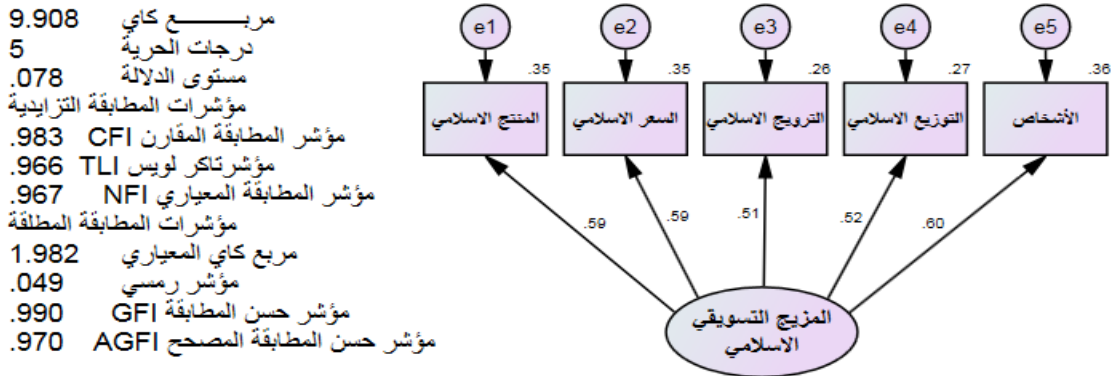 مربـــــــع كاي 9.908
درجات الحرية 5
مستوى الدلالة .078
مؤشرات المطابقة التزايدية
مؤشر المطابقة المقارن CFI .983
مؤشرتاكر لويس TLI .966
مؤشر المطابقة المعياري NFI .967
مؤشرات المطابقة المطلقة
مربع كاي المعياري 1.982
مؤشر رمسي .049
مؤشر حسن المطابقة GFI .990
مؤشر حسن المطابقة المصحح AGFI .970
e1 e2 e3 e4 e5
.35 .35 .26 .27 .36
المنتج الاسلامي
السعر الاسلامي
الترويج الاسلامي
التوزيع الاسلامي
الأشخاص
.59 .59 .51 .52 .60
المزيج التسويقي
الاسلامي